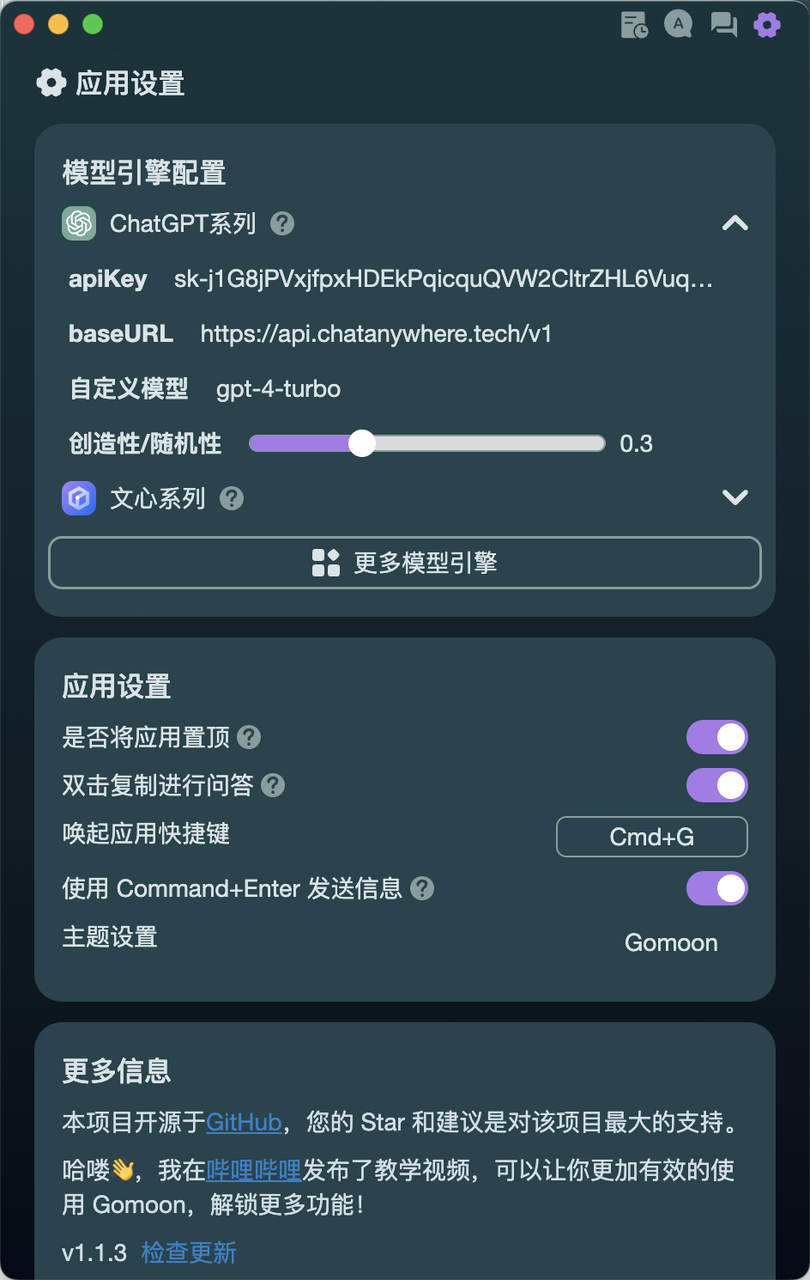 应用设置
模型引擎配置
ChatGPT系列
apiKey sk-j1G8jPVxjfpxHDEkPqicquQVW2CltrZHL6Vuq...
baseURL https://api.chatanywhere.tech/v1
自定义模型 gpt-4-turbo
创造性/随机性 0.3
文心系列
更多模型引擎
应用设置
是否将应用置顶
双击复制进行问答
唤起应用快捷键 Cmd+G
使用 Command+Enter 发送信息
主题设置 Gomoon
更多信息
本项目开源于GitHub，您的 Star 和建议是对该项目最大的支持。
哈喽👋，我在哔哩哔哩发布了教学视频，可以让你更加有效的使
用 Gomoon，解锁更多功能！
v1.1.3 检查更新